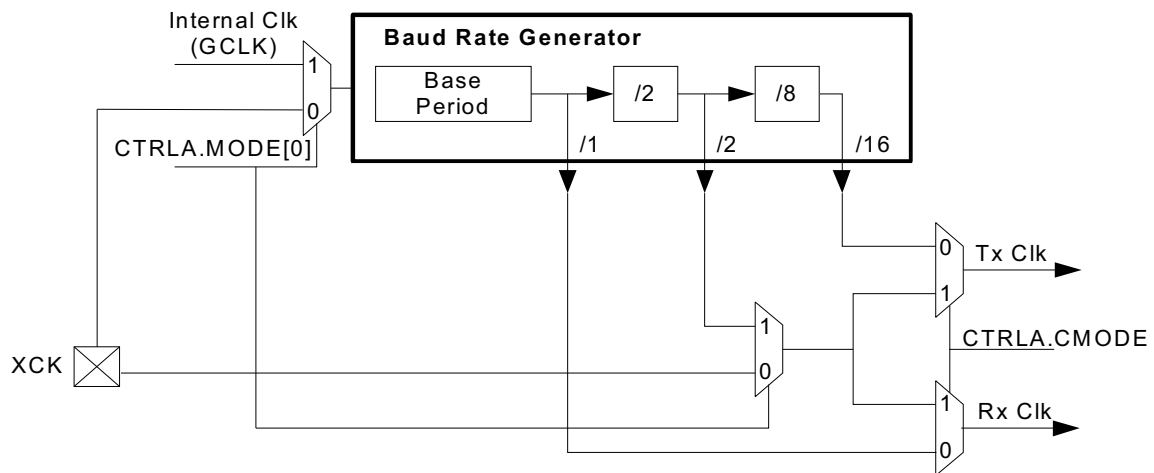 Internal Clk
(GCLK)
Baud Rate Generator
1
Base
Period
/2
/8
0
CTRLA.MODE[0]
/1
/2
/16
0
Tx Clk
1
1
CTRLA.CMODE
XCK
0
1
Rx Clk
0